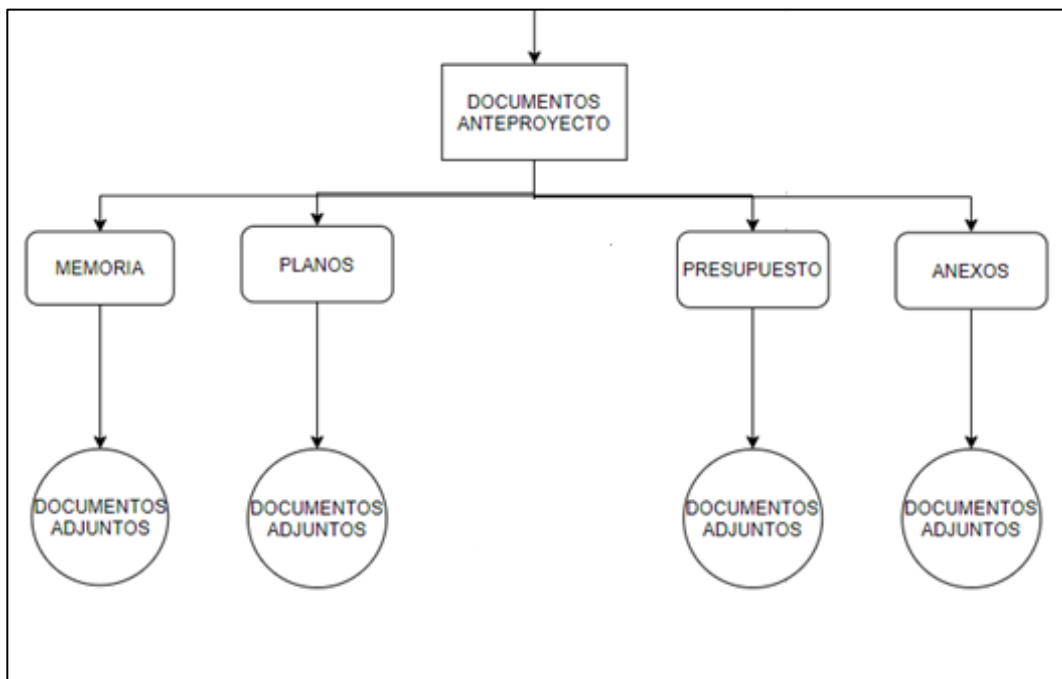 DOCUMENTOS
ANTEPROYECTO
MEMORIA
PLANOS
PRESUPUESTO
ANEXOS
DOCUMENTOS
ADJUNTOS
DOCUMENTOS
ADJUNTOS
DOCUMENTOS
ADJUNTOS
DOCUMENTOS
ADJUNTOS